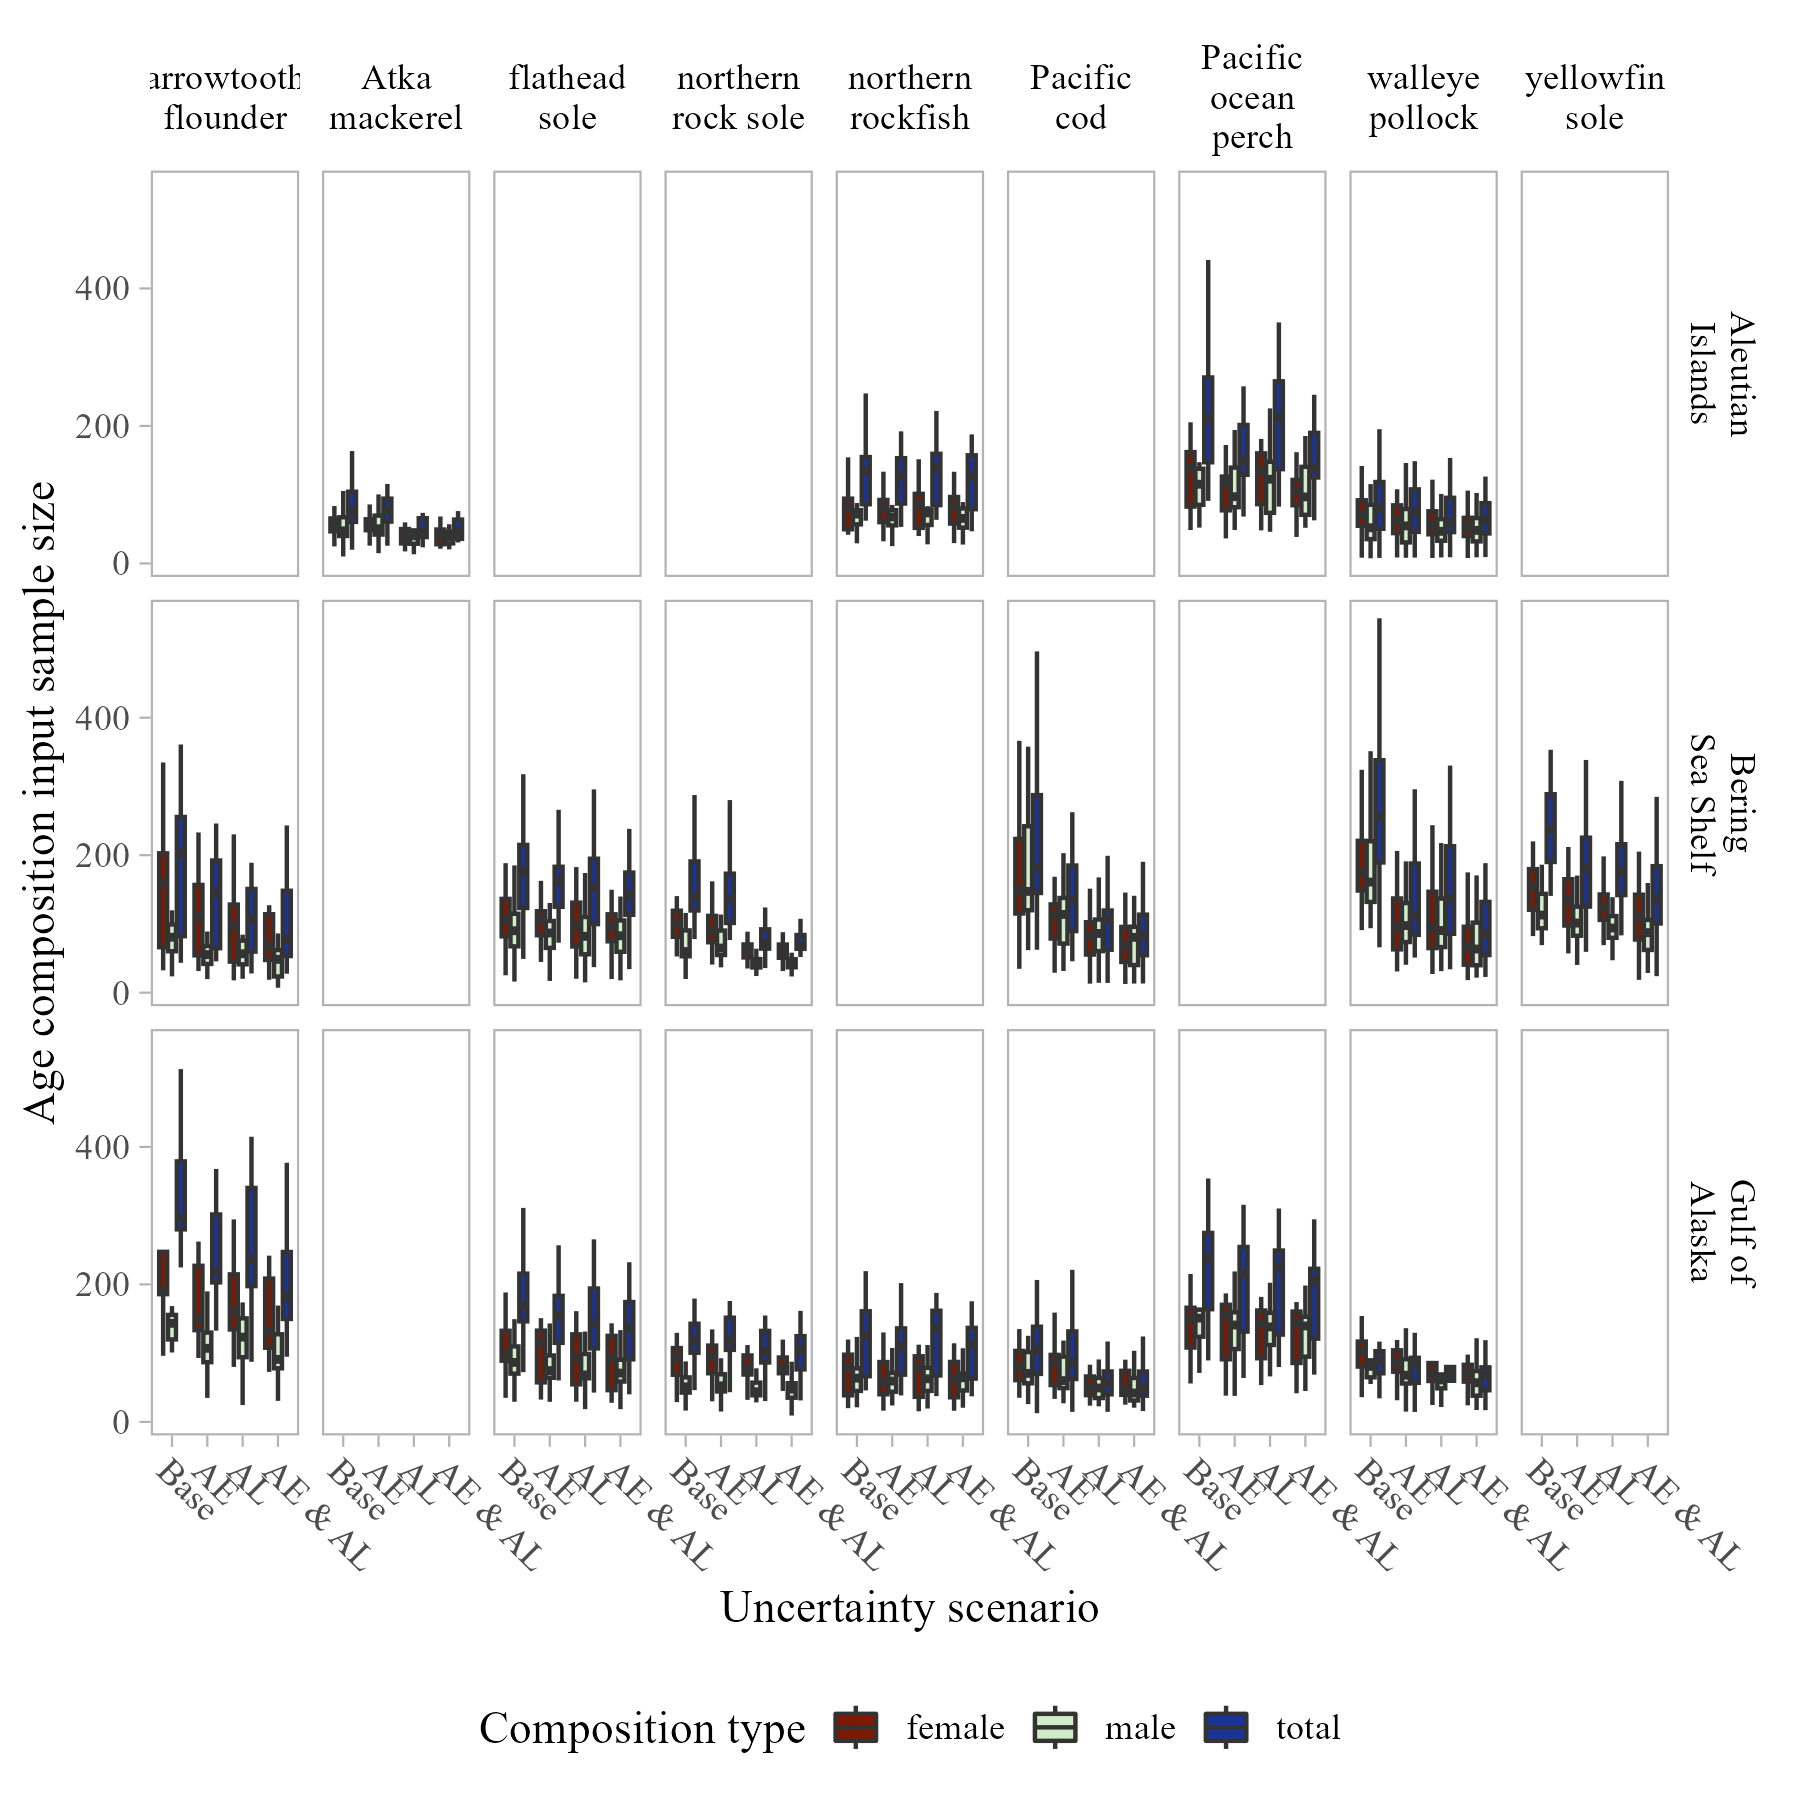 arrowtooth
flounder
Atka
mackerel
flathead
sole
northern
rock sole
northern
rockfish
Pacific
cod
Pacific
ocean
perch
walleye
pollock
yellowfin
sole
Age composition input sample size
400
200
0
Aleutian
Islands
400
200
0
Bering
Sea Shelf
400
200
0
Gulf of
Alaska
Base
AE
AL
AE & AL
Base
AE
AL
AE & AL
Base
AE
AL
AE & AL
Base
AE
AL
AE & AL
Base
AE
AL
AE & AL
Base
AE
AL
AE & AL
Base
AE
AL
AE & AL
Base
AE
AL
AE & AL
Base
AE
AL
AE & AL
Uncertainty scenario
Composition type female male total